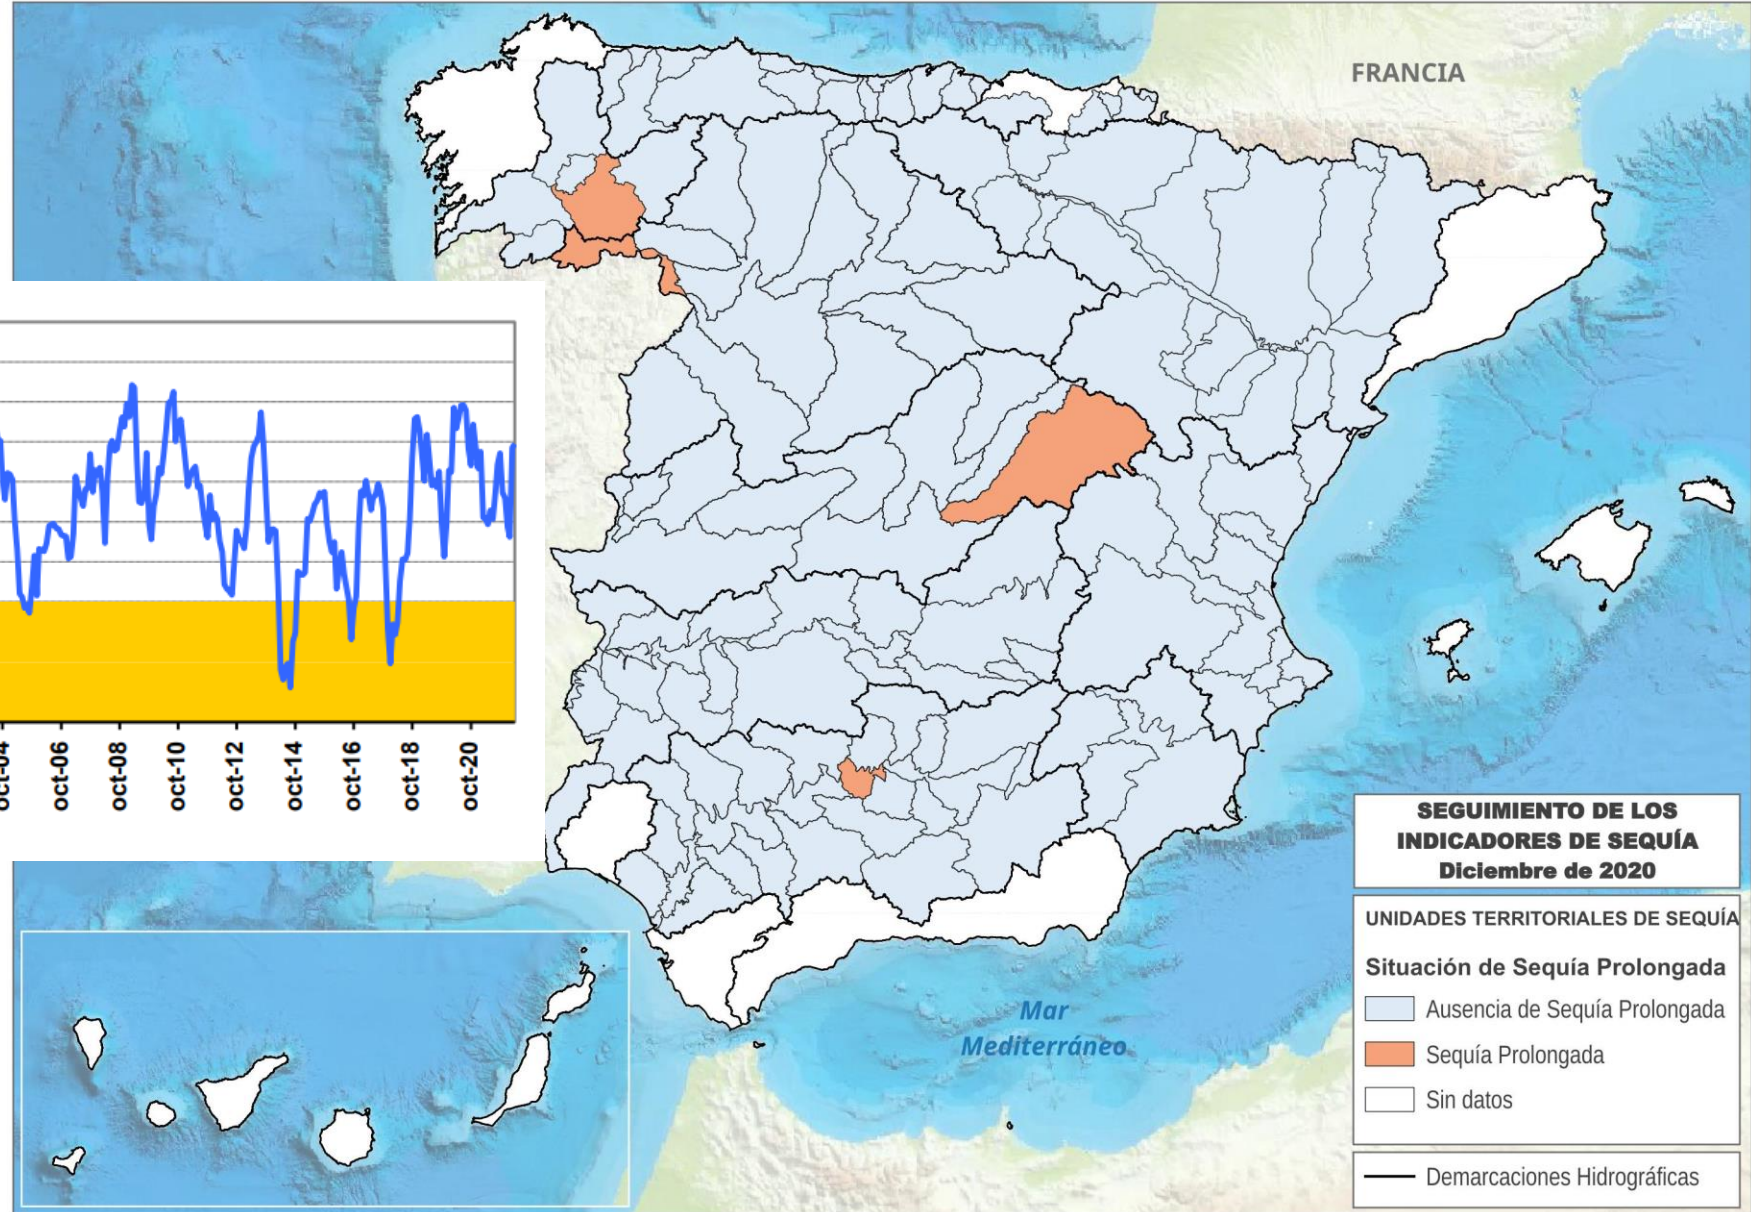 FRANCIA
oct-04
oct-06
oct-08
oct-10
oct-12
oct-14
oct-16
oct-18
oct-20
SEGUIMIENTO DE LOS
INDICADORES DE SEQUÍA
Diciembre de 2020
UNIDADES TERRITORIALES DE SEQUÍA
Situación de Sequía Prolongada
Ausencia de Sequía Prolongada
Sequía Prolongada
Sin datos
Demarcaciones Hidrográficas
Mar
Mediterráneo